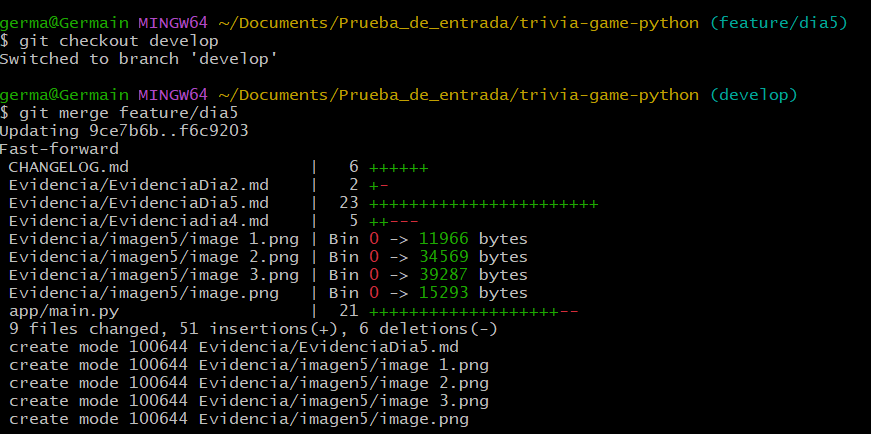 germa@Germain MINGW64 ~/Documents/Prueba_de_entrada/trivia-game-python (feature/dia5)
$ git checkout develop
Switched to branch 'develop'
germa@Germain MINGW64 ~/Documents/Prueba_de_entrada/trivia-game-python (develop)
$ git merge feature/dia5
Updating 9ce7b6b..f6c9203
Fast-forward
 CHANGELOG.md                     |   6 ++++++
 Evidencia/EvidenciaDia2.md       |   2 +-
 Evidencia/EvidenciaDia5.md       |  23 +++++++++++++++++++++++
 Evidencia/Evidenciadia4.md       |   5 ++---
 Evidencia/imagen5/image 1.png | Bin 0 -> 11966 bytes
 Evidencia/imagen5/image 2.png | Bin 0 -> 34569 bytes
 Evidencia/imagen5/image 3.png | Bin 0 -> 39287 bytes
 Evidencia/imagen5/image.png   | Bin 0 -> 15293 bytes
 app/main.py                      |  21 +++++++++++++++++++--
 9 files changed, 51 insertions(+), 6 deletions(-)
 create mode 100644 Evidencia/EvidenciaDia5.md
 create mode 100644 Evidencia/imagen5/image 1.png
 create mode 100644 Evidencia/imagen5/image 2.png
 create mode 100644 Evidencia/imagen5/image 3.png
 create mode 100644 Evidencia/imagen5/image.png